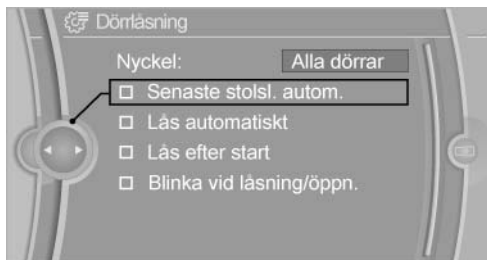 Dörrlåsning
Nyckel: Alla dörrar
Senaste stolsl. autom.
Lås automatiskt
Lås efter start
Blinka vid låsning/öppn.